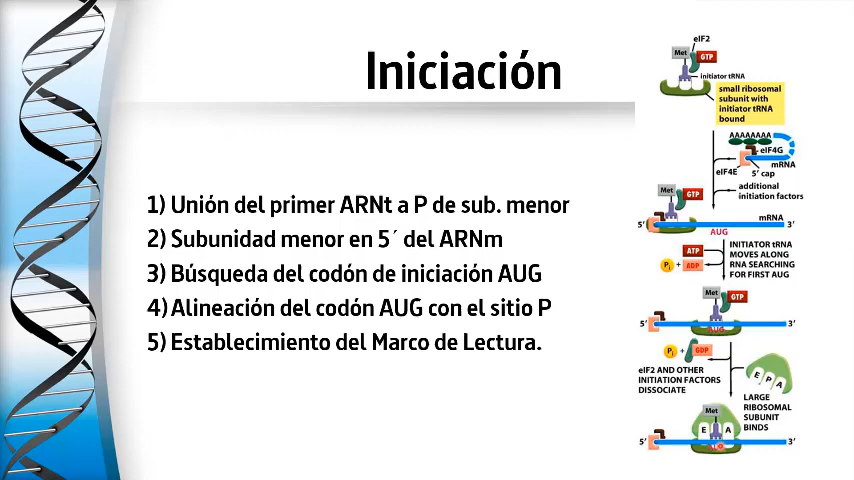 Iniciación
1) Unión del primer ARNt a P de sub. menor
2) Subunidad menor en 5´ del ARNm
3) Búsqueda del codón de iniciación AUG
4) Alineación del codón AUG con el sitio P
5) Establecimiento del Marco de Lectura.
eIF2
Met
GTP
initiator tRNA
small ribosomal
subunit with
initiator tRNA
bound
AAAAAAAA
eIF4G
mRNA
eIF4E
5′ cap
additional
initiation factors
Met
GTP
5′
mRNA
3′
AUG
ATP
Pi + ADP
INITIATOR tRNA
MOVES ALONG
RNA SEARCHING
FOR FIRST AUG
Met
GTP
5′
3′
AUG
Pi + GDP
eIF2 AND OTHER
INITIATION FACTORS
DISSOCIATE
E P A
LARGE
RIBOSOMAL
SUBUNIT
BINDS
Met
E A
5′
3′